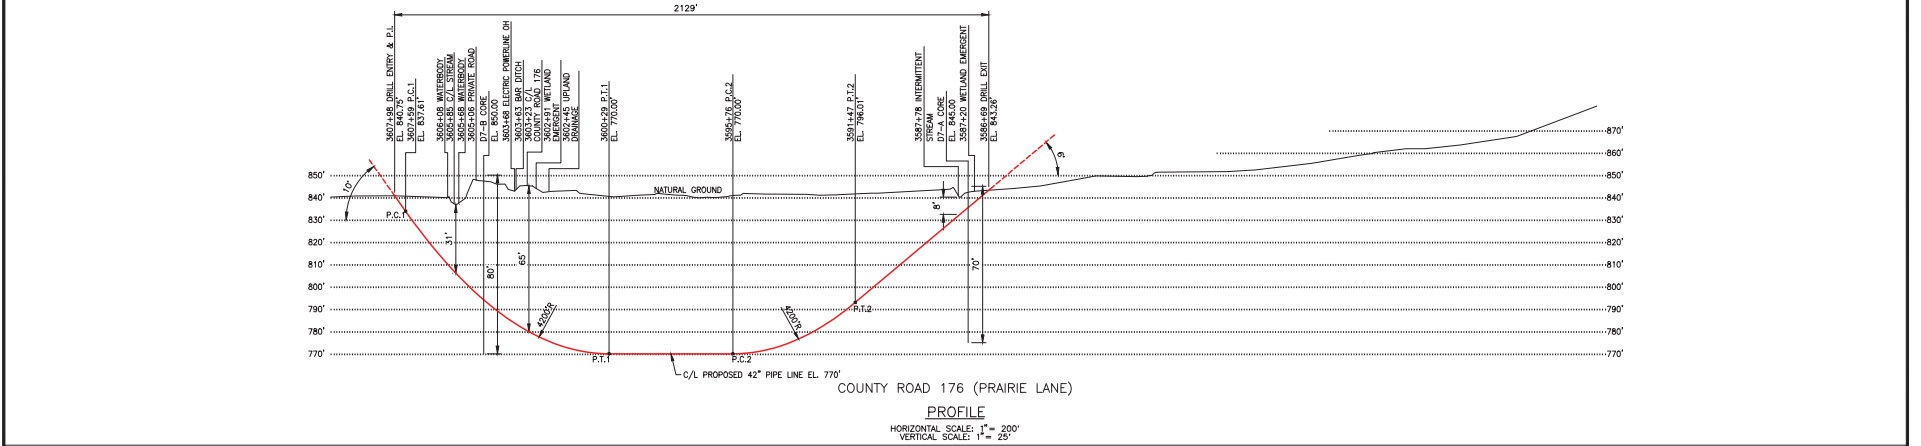 2129'
3607+98 DRILL ENTRY & P.I.
EL. 840.75'
3607+59 P.C.1
EL. 837.61'
3606+08 WATERBODY
3605+85 C/L STREAM
3605+68 WATERBODY
3605+06 PRIVATE ROAD
D7-B CORE
EL. 850.00
3603+68 ELECTRIC POWERLINE OH
3603+63 BAR DITCH
3603+23 C/L
COUNTY ROAD 176
3602+91 WETLAND
EMERGENT
3602+45 UPLAND
DRAINAGE
3600+29 P.T.1
EL. 770.00'
3595+76 P.C.2
EL. 770.00'
3591+47 P.T.2
EL. 796.01'
3587+78 INTERMITTENT
STREAM
D7-A CORE
EL. 845.00
3587+20 WETLAND EMERGENT
3586+69 DRILL EXIT
EL. 843.26'
870'
860'
850'
850'
840'
840'
830'
830'
820'
820'
810'
810'
800'
800'
790'
790'
780'
780'
770'
770'
10'
P.C.1
31'
80'
65'
4200'R
NATURAL GROUND
4200'R
P.T.2
8'
70'
P.T.1
P.C.2
C/L PROPOSED 42" PIPE LINE EL. 770'
COUNTY ROAD 176 (PRAIRIE LANE)
PROFILE
HORIZONTAL SCALE: 1" = 200'
VERTICAL SCALE: 1" = 25'